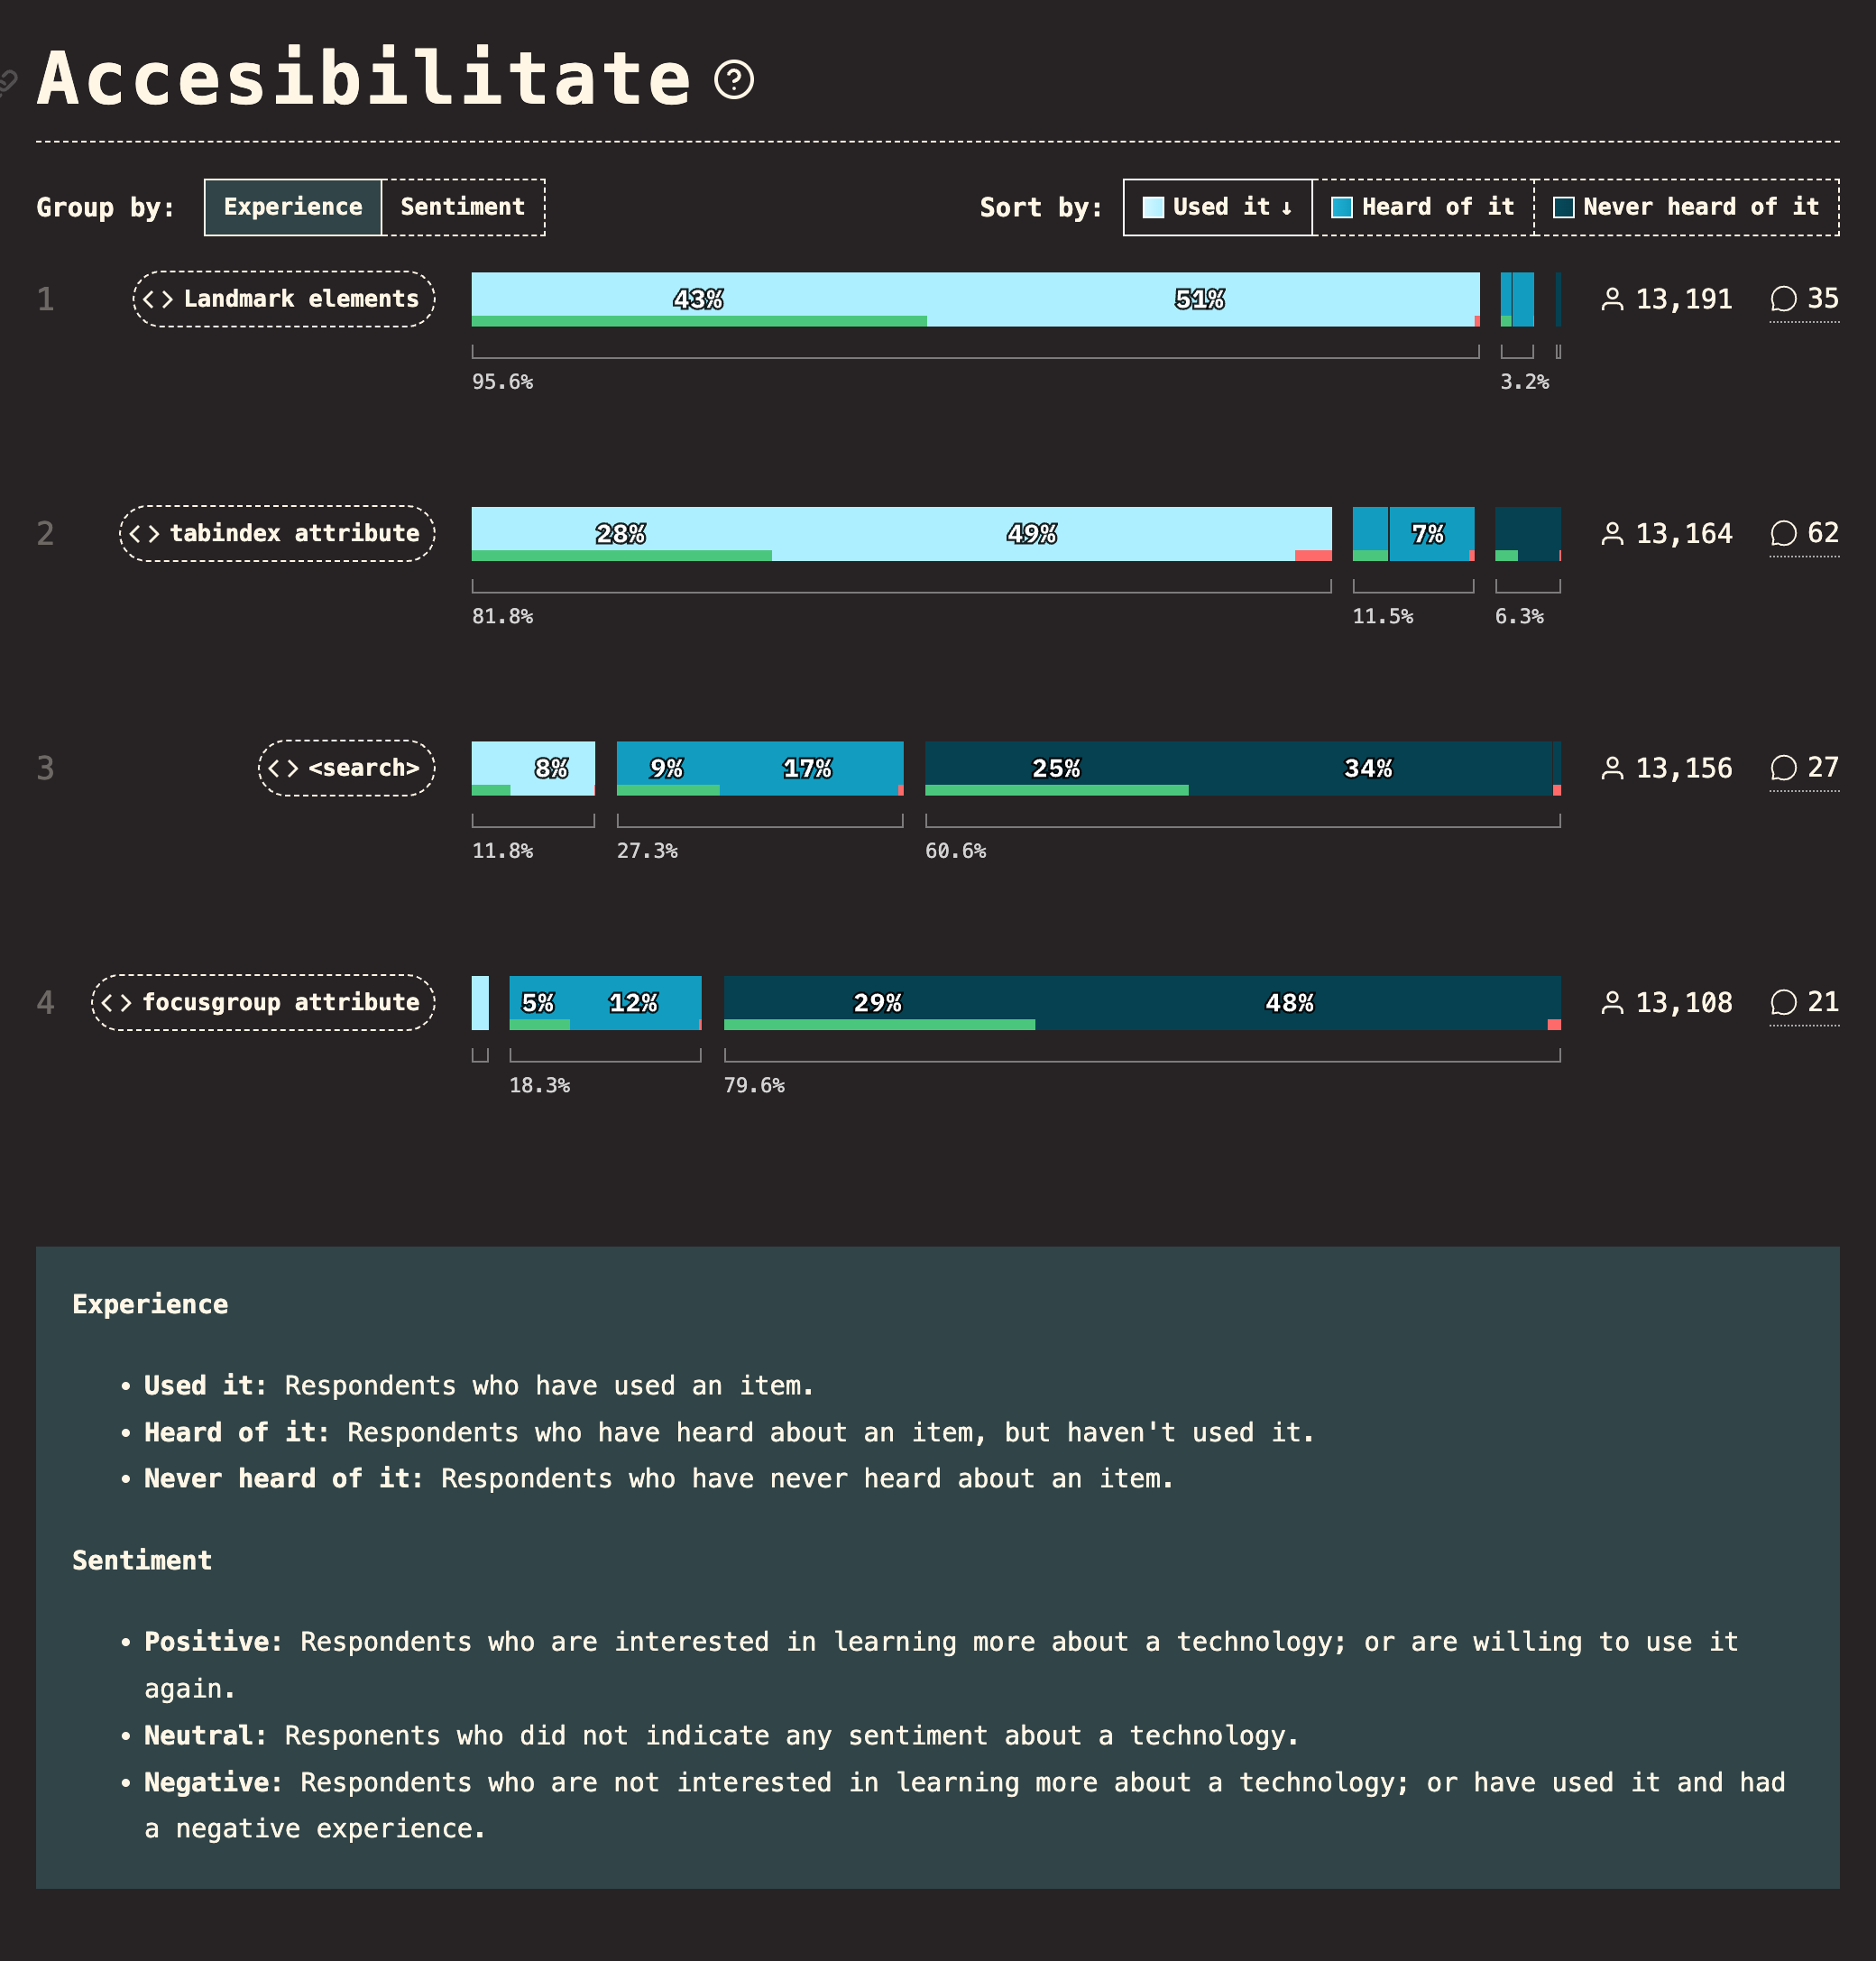 Accesibilitate
Group by: Experience Sentiment Sort by: Used it ↓ Heard of it Never heard of it
1 <> Landmark elements 43% 51% 13,191 35
95.6% 3.2%
2 <> tabindex attribute 28% 49% 7% 13,164 62
81.8% 11.5% 6.3%
3 <> <search> 8% 9% 17% 25% 34% 13,156 27
11.8% 27.3% 60.6%
4 <> focusgroup attribute 5% 12% 29% 48% 13,108 21
18.3% 79.6%
Experience
• Used it: Respondents who have used an item.
• Heard of it: Respondents who have heard about an item, but haven't used it.
• Never heard of it: Respondents who have never heard about an item.
Sentiment
• Positive: Respondents who are interested in learning more about a technology; or are willing to use it
again.
• Neutral: Responents who did not indicate any sentiment about a technology.
• Negative: Respondents who are not interested in learning more about a technology; or have used it and had
a negative experience.